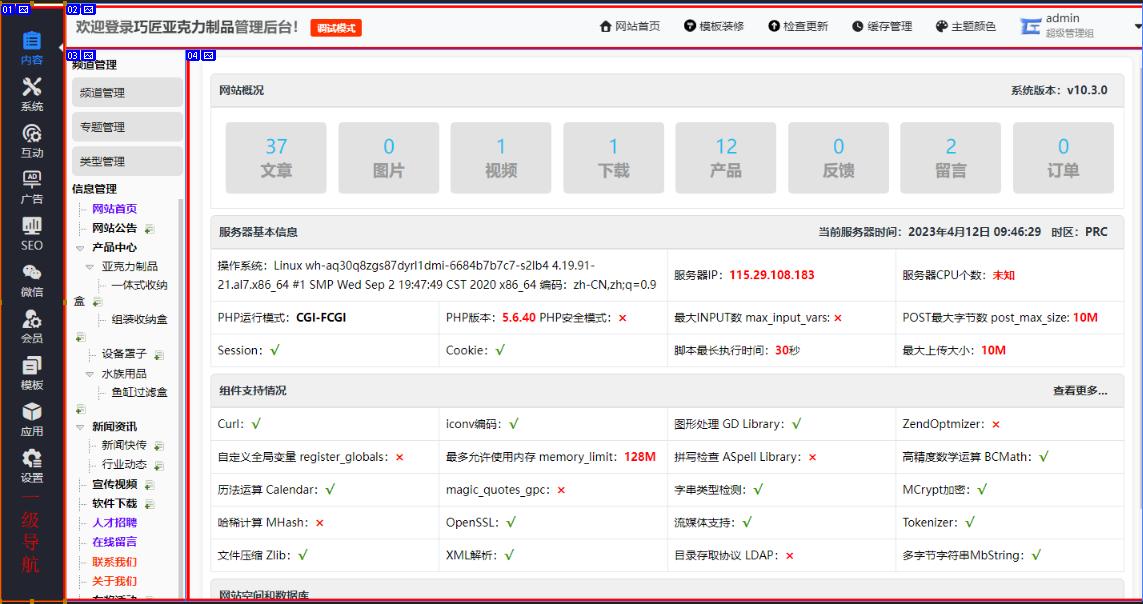 01
02
欢迎登录巧匠亚克力制品管理后台！ 调试模式
网站首页
模板装修
检查更新
缓存管理
主题颜色
admin
超级管理组
内容
系统
互动
AD
广告
SEO
微信
会员
模板
应用
设置
一级导航
03
频道管理
频道管理
专题管理
类型管理
信息管理
网站首页
网站公告
产品中心
亚克力制品
一体式收纳
盒
组装收纳盒
设备罩子
水族用品
鱼缸过滤盒
新闻资讯
新闻快传
行业动态
宣传视频
软件下载
人才招聘
在线留言
联系我们
关于我们
04
网站概况 系统版本：v10.3.0
37 0 1 1 12 0 2 0
文章 图片 视频 下载 产品 反馈 留言 订单
服务器基本信息 当前服务器时间：2023年4月12日 09:46:29 时区：PRC
操作系统：Linux wh-aq30q8zgs87dyrl1dmi-6684b7b7c7-s2lb4 4.19.91-
21.al7.x86_64 #1 SMP Wed Sep 2 19:47:49 CST 2020 x86_64 编码：zh-CN,zh;q=0.9
服务器IP：115.29.108.183
服务器CPU个数：未知
PHP运行模式：CGI-FCGI PHP版本：5.6.40 PHP安全模式：× 最大INPUT数 max_input_vars: × POST最大字节数 post_max_size: 10M
Session：√ Cookie：√ 脚本最长执行时间：30秒 最大上传大小：10M
组件支持情况 查看更多...
Curl: √ iconv编码：√ 图形处理 GD Library：√ ZendOptmizer: ×
自定义全局变量 register_globals: × 最多允许使用内存 memory_limit: 128M 拼写检查 ASpell Library: × 高精度数学运算 BCMath：√
历法运算 Calendar: √ magic_quotes_gpc: × 字串类型检测：√ MCrypt加密：√
哈稀计算 MHash: × OpenSSL: √ 流媒体支持：√ Tokenizer: √
文件压缩 Zlib: √ XML解析：√ 目录存取协议 LDAP: × 多字节字符串MbString：√
网站空间和数据库